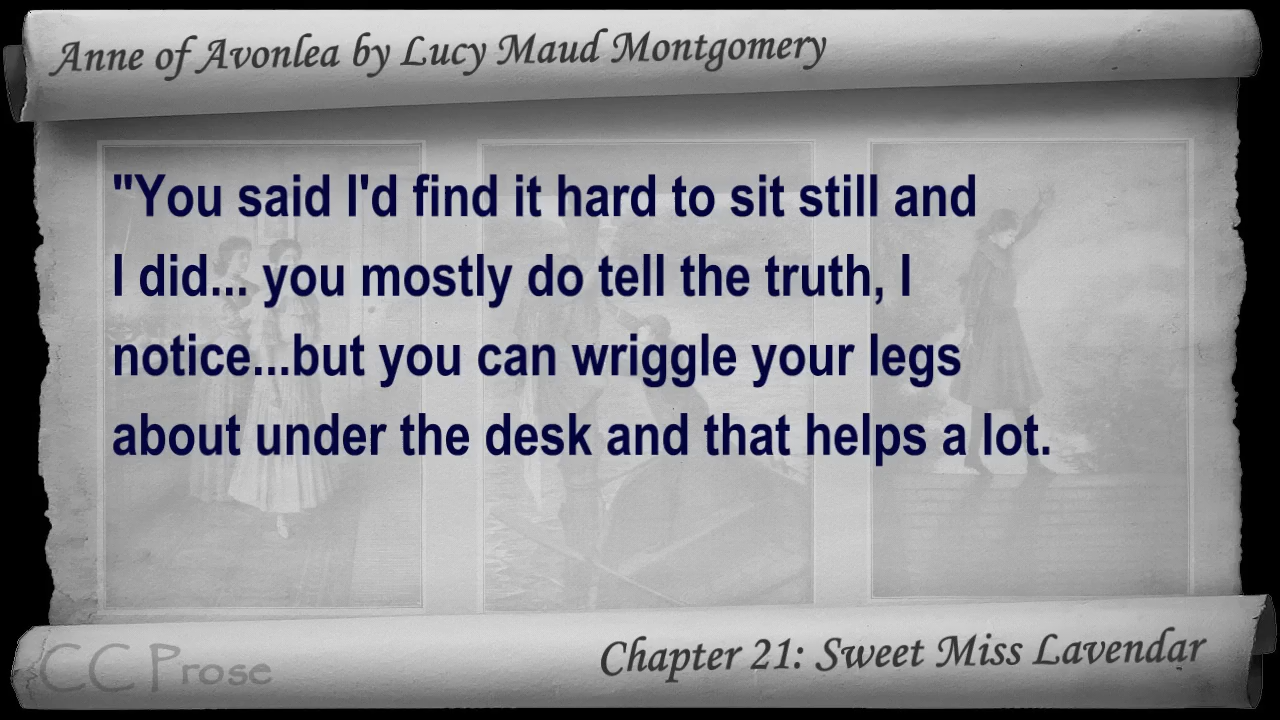 Anne of Avonlea by Lucy Maud Montgomery
"You said I'd find it hard to sit still and
I did... you mostly do tell the truth, I
notice...but you can wriggle your legs
about under the desk and that helps a lot.
CC Prose
Chapter 21: Sweet Miss Lavendar